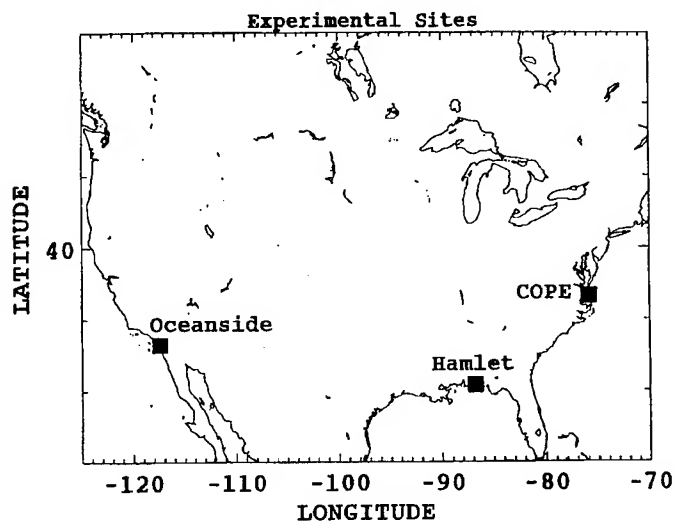 Experimental Sites
LATITUDE
40
COPE
Oceanside
Hamlet
-120 -110 -100 -90 -80 -70
LONGITUDE